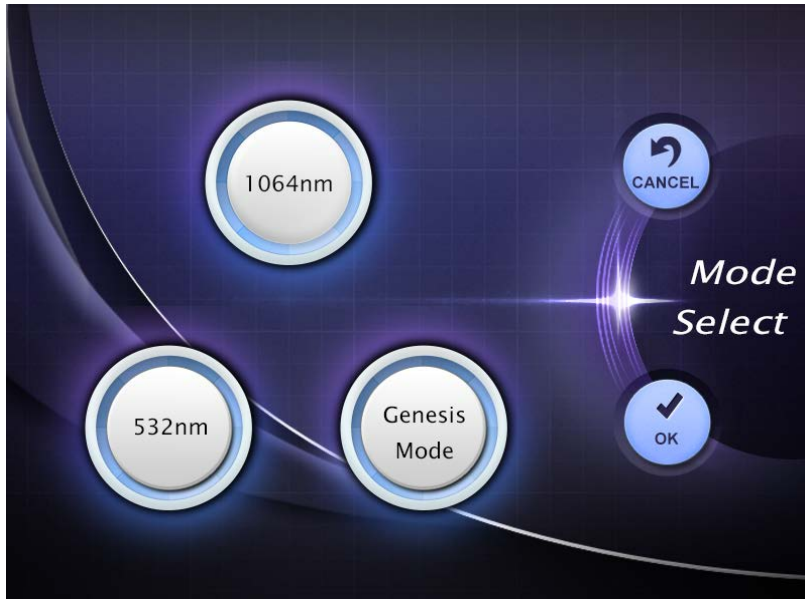 1064nm
CANCEL
Mode
Select
532nm
Genesis
Mode
OK